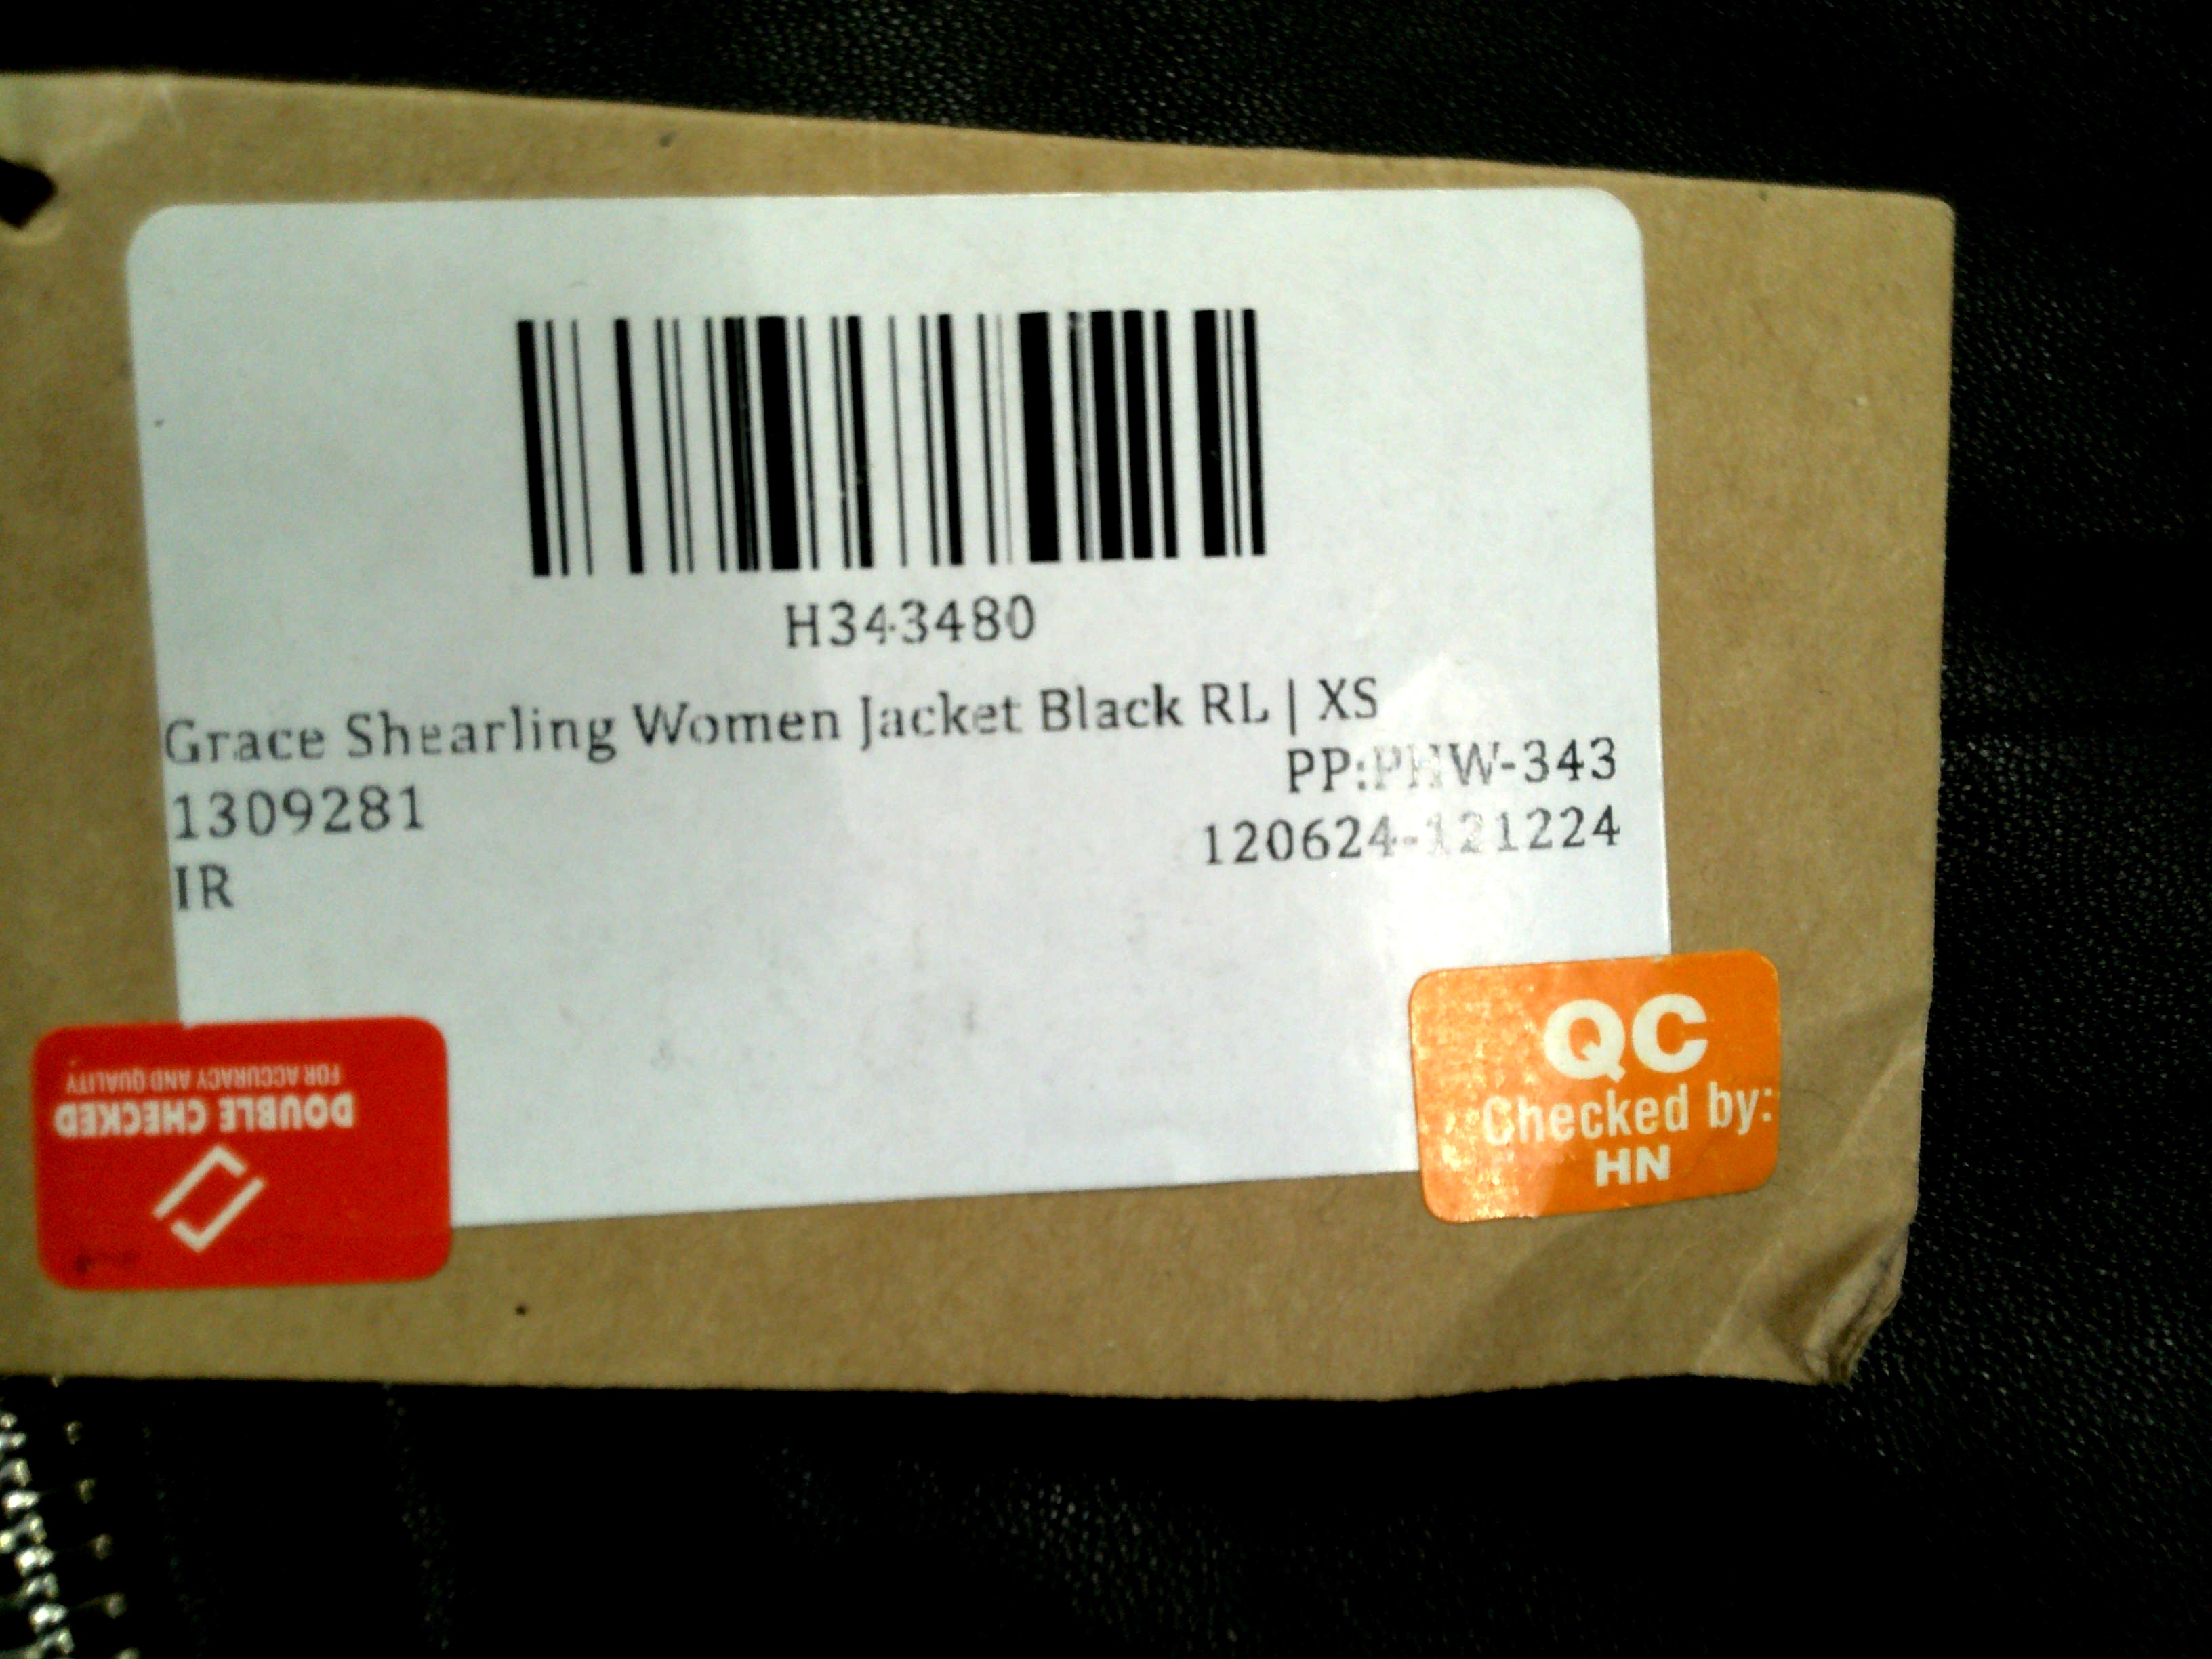 H343480
Grace Shearling Women Jacket Black RL | XS
PP:PHW-343
1309281
120624-121224
IR
DOUBLE CHECKED
FOR ACCURACY AND QUALITY
QC
Checked by:
HN